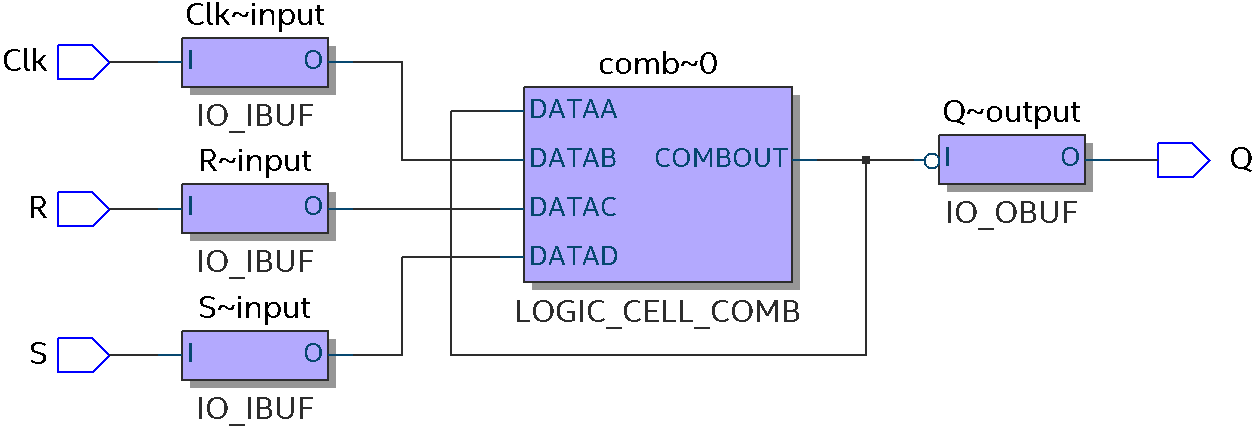 Clk
Clk~input
I O
IO_IBUF
R
R~input
I O
IO_IBUF
S
S~input
I O
IO_IBUF
comb~0
DATAA
DATAB COMBOUT
DATAC
DATAD
LOGIC_CELL_COMB
Q~output
I O
IO_OBUF
Q